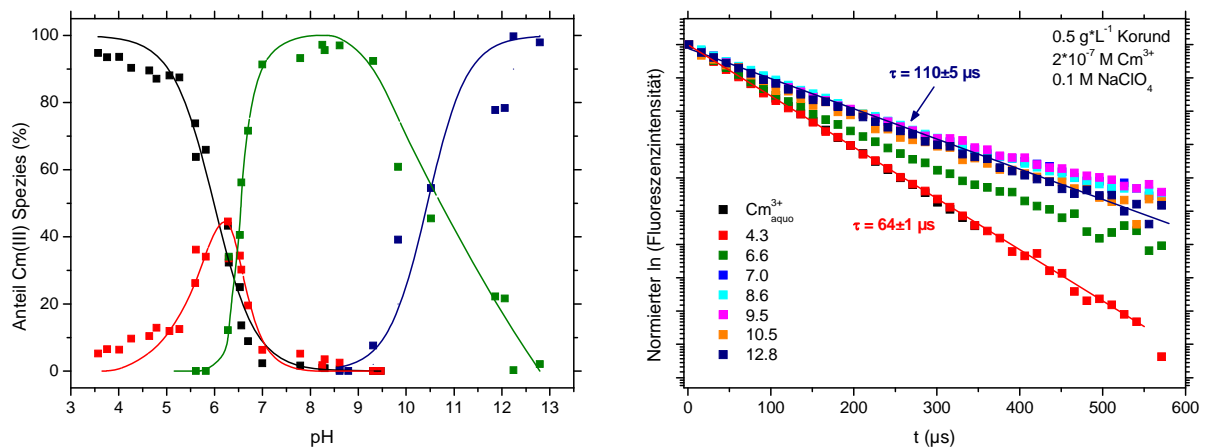 100
80
60
40
20
0
Anteil Cm(III) Spezies (%)
3 4 5 6 7 8 9 10 11 12 13
pH
Normierter ln (Fluoreszenzintensität)
0.5 g*L⁻¹ Korund
2*10⁻⁷ M Cm³⁺
0.1 M NaClO₄
τ = 110±5 µs
τ = 64±1 µs
Cm³⁺aquo
4.3
6.6
7.0
8.6
9.5
10.5
12.8
0 100 200 300 400 500 600
t (µs)